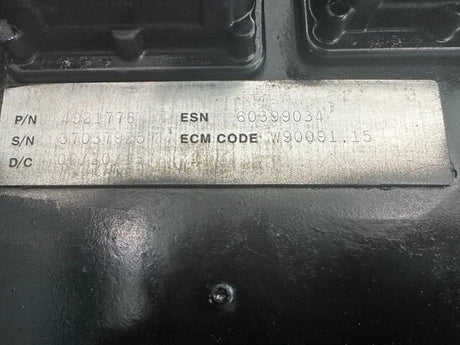 P/N 4921776 ESN 60399034
S/N 37037925 ECM CODE W90081.15
D/C